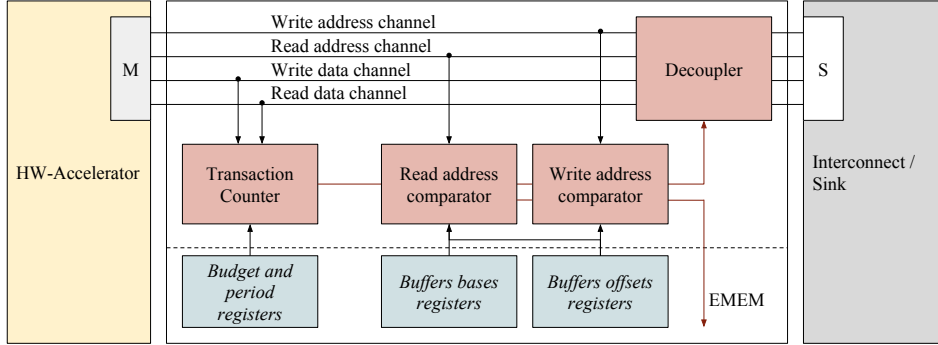 Write address channel
Read address channel
Write data channel
Read data channel
M
Decoupler
S
HW-Accelerator
Transaction
Counter
Read address
comparator
Write address
comparator
Interconnect /
Sink
Budget and
period
registers
Buffers bases
registers
Buffers offsets
registers
EMEM